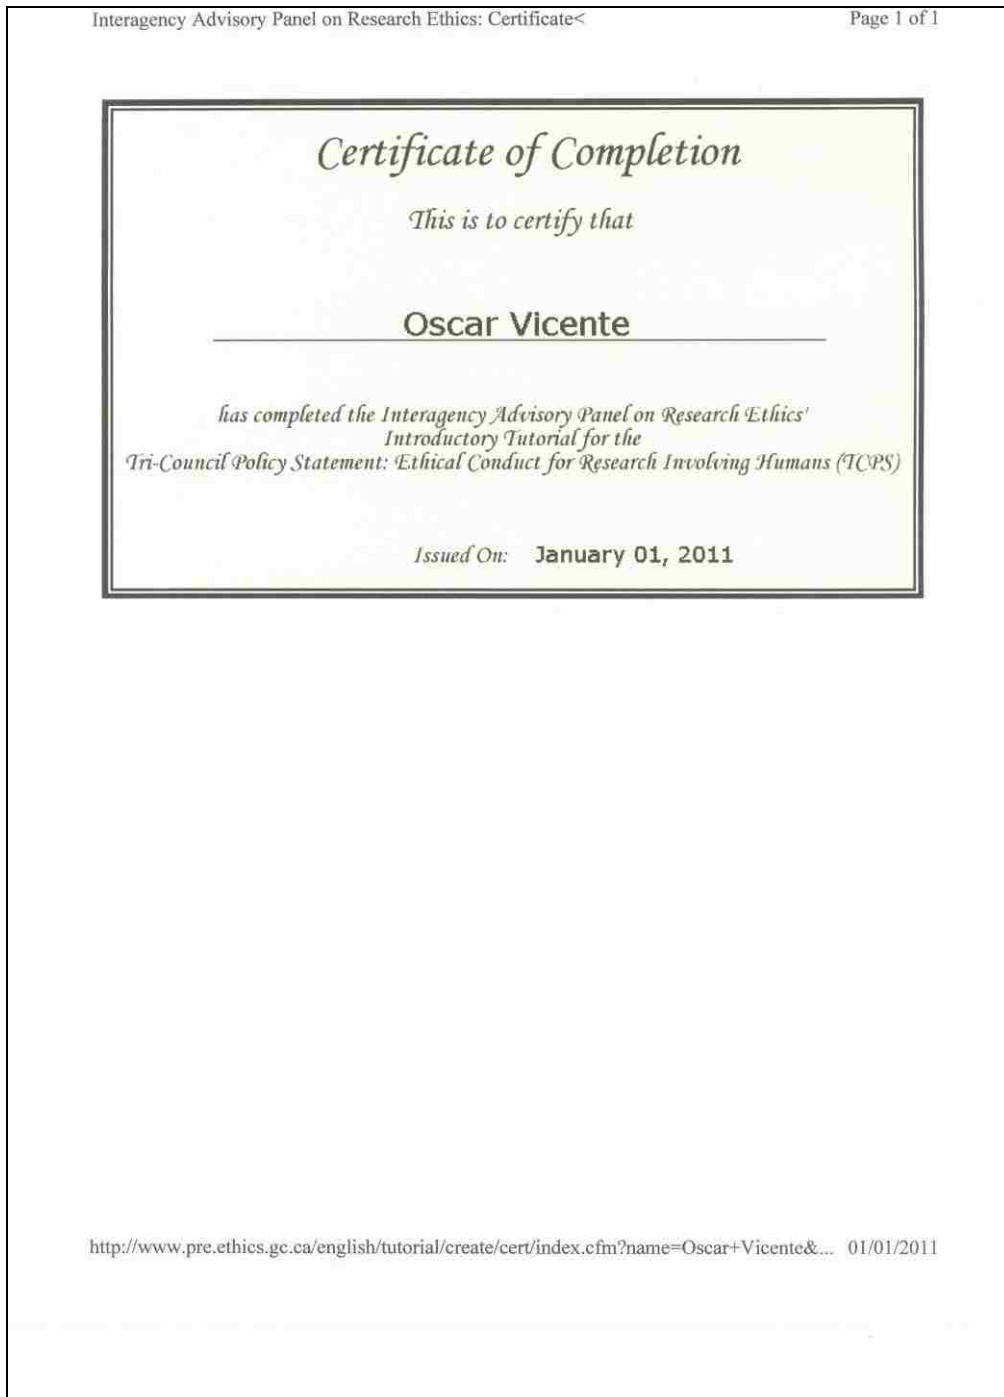 Interagency Advisory Panel on Research Ethics: Certificate< Page 1 of 1
Certificate of Completion
This is to certify that
Oscar Vicente
has completed the Interagency Advisory Panel on Research Ethics'
Introductory Tutorial for the
Tri-Council Policy Statement: Ethical Conduct for Research Involving Humans (TCPS)
Issued On: January 01, 2011
http://www.pre.ethics.gc.ca/english/tutorial/create/cert/index.cfm?name=Oscar+Vicente&... 01/01/2011